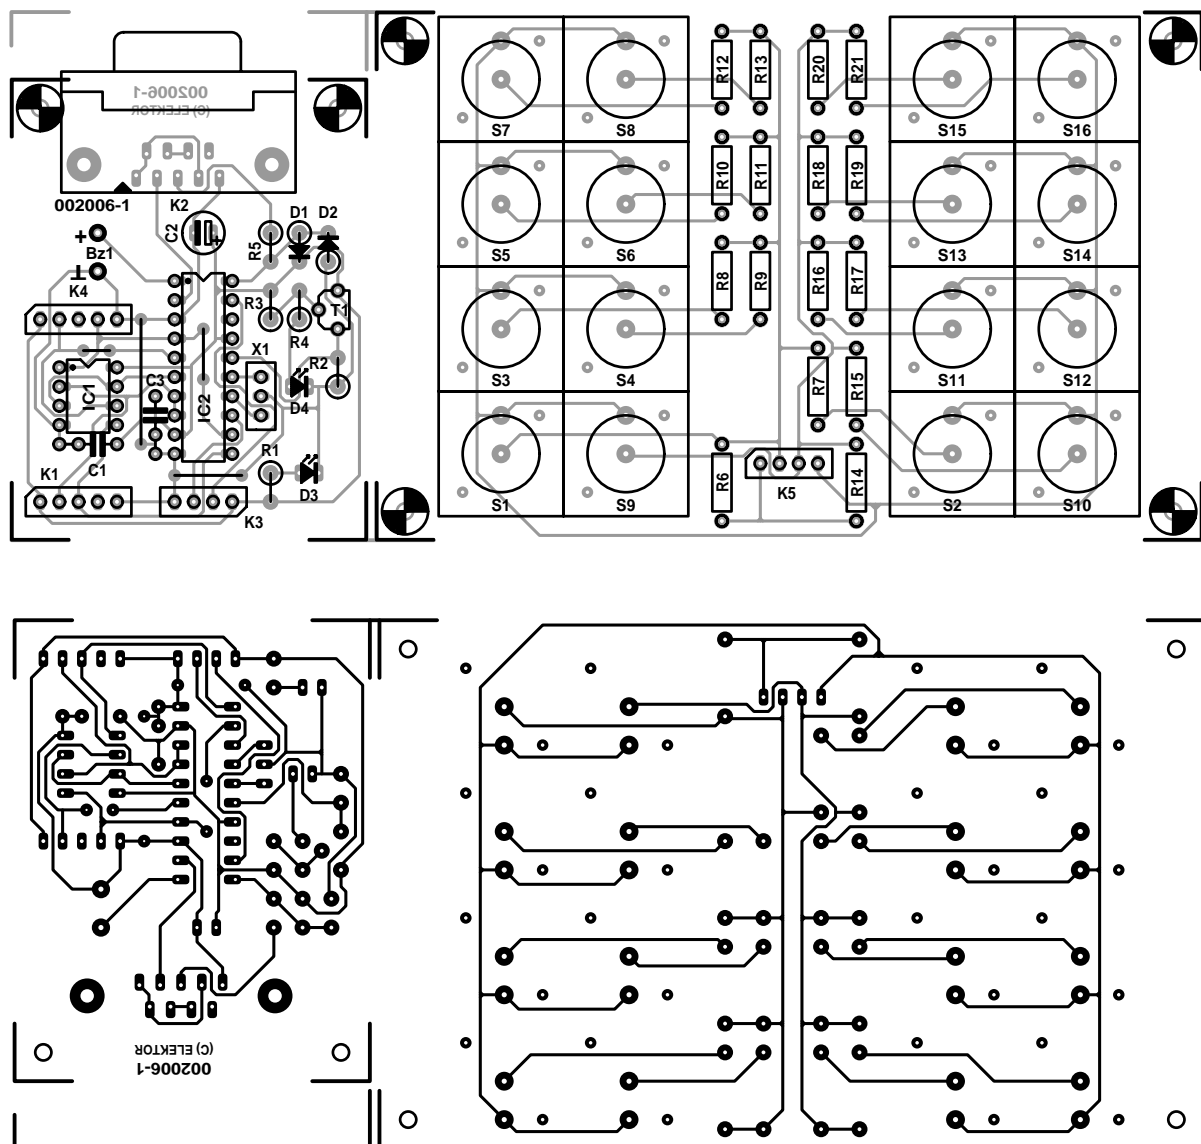 002006-1
(C) ELEKTOR
002006-1
K2
C2
+
+
Bz1
⊥
K4
R5
D1
D2
R3
R4
T1
X1
R2
D4
IC1
C3
IC2
C1
K1
R1
D3
K3
S7
S8
R12
R13
R20
R21
S15
S16
S5
S6
R10
R11
R18
R19
S13
S14
S3
S4
R8
R9
R16
R17
S11
S12
R7
R15
S1
S9
R6
K5
R14
S2
S10
(C) ELEKTOR
002006-1